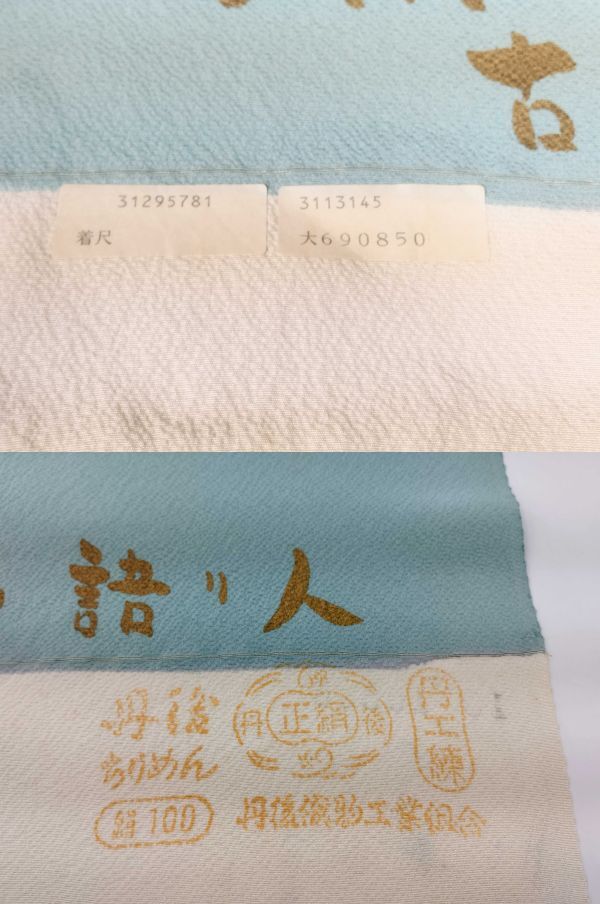 古
31295781
着尺
3113145
大690850
語り人
丹後
ちりめん
絹100
丹後
正絹
丹工練
丹後織物工業組合